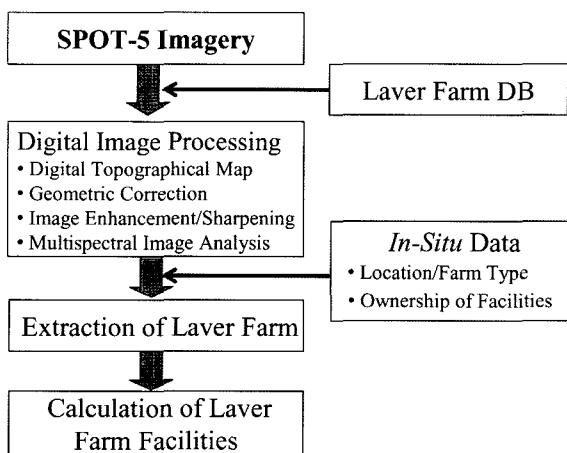 SPOT-5 Imagery
Laver Farm DB
Digital Image Processing
• Digital Topographical Map
• Geometric Correction
• Image Enhancement/Sharpening
• Multispectral Image Analysis
In-Situ Data
• Location/Farm Type
• Ownership of Facilities
Extraction of Laver Farm
Calculation of Laver
Farm Facilities